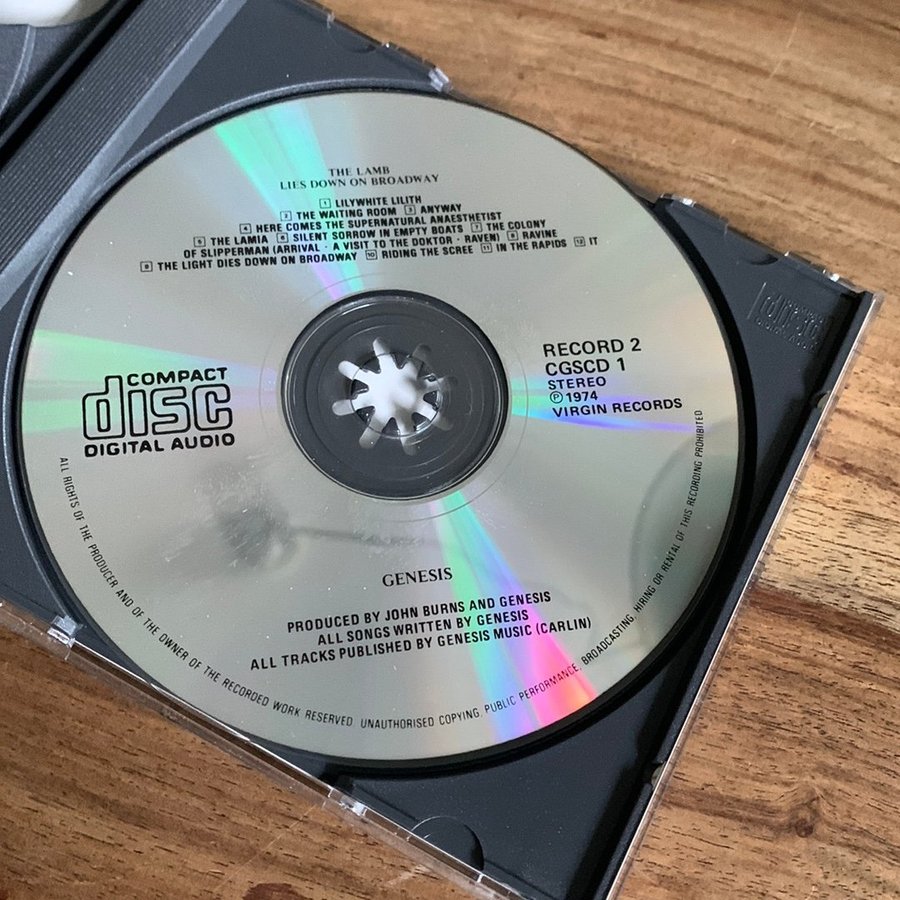 THE LAMB
LIES DOWN ON BROADWAY
1 LILYWHITE LILITH
2 THE WAITING ROOM 3 ANYWAY
4 HERE COMES THE SUPERNATURAL ANAESTHETIST
5 THE LAMIA 6 SILENT SORROW IN EMPTY BOATS 7 THE COLONY
OF SLIPPERMAN (ARRIVAL · A VISIT TO THE DOKTOR · RAVEN) 8 RAVINE
9 THE LIGHT DIES DOWN ON BROADWAY 10 RIDING THE SCREE 11 IN THE RAPIDS 12 IT
COMPACT
disc
DIGITAL AUDIO
RECORD 2
CGSCD 1
STEREO
℗ 1974
VIRGIN RECORDS
GENESIS
PRODUCED BY JOHN BURNS AND GENESIS
ALL SONGS WRITTEN BY GENESIS
ALL TRACKS PUBLISHED BY GENESIS MUSIC (CARLIN)
ALL RIGHTS OF THE PRODUCER AND OF THE OWNER OF THE RECORDED WORK RESERVED. UNAUTHORISED COPYING, PUBLIC PERFORMANCE, BROADCASTING, HIRING OR RENTAL OF THIS RECORDING PROHIBITED